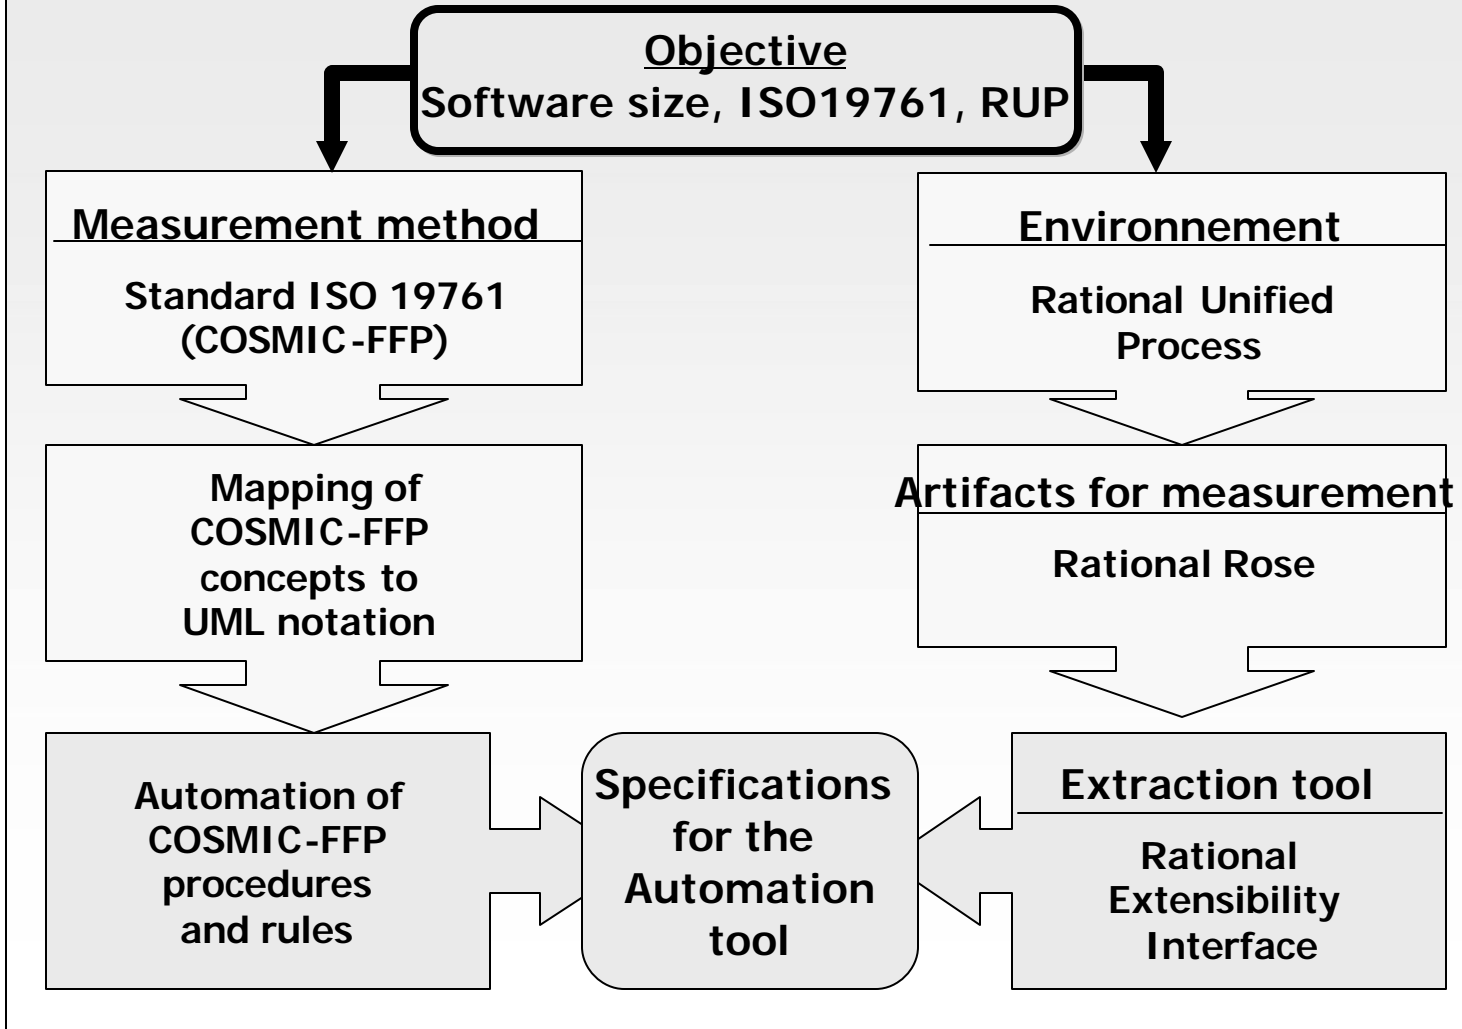 Objective
Software size, ISO19761, RUP
Measurement method
Standard ISO 19761
(COSMIC-FFP)
Environnement
Rational Unified
Process
Mapping of
COSMIC-FFP
concepts to
UML notation
Artifacts for measurement
Rational Rose
Automation of
COSMIC-FFP
procedures
and rules
Specifications
for the
Automation
tool
Extraction tool
Rational
Extensibility
Interface